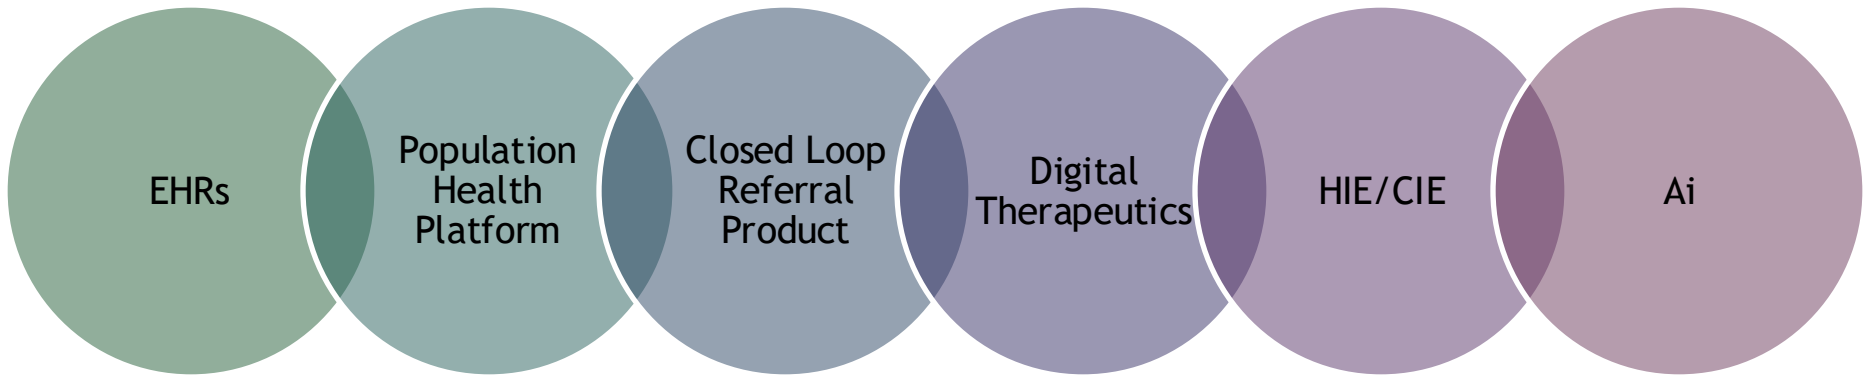 EHRs
Population
Health
Platform
Closed Loop
Referral
Product
Digital
Therapeutics
HIE/CIE
Ai